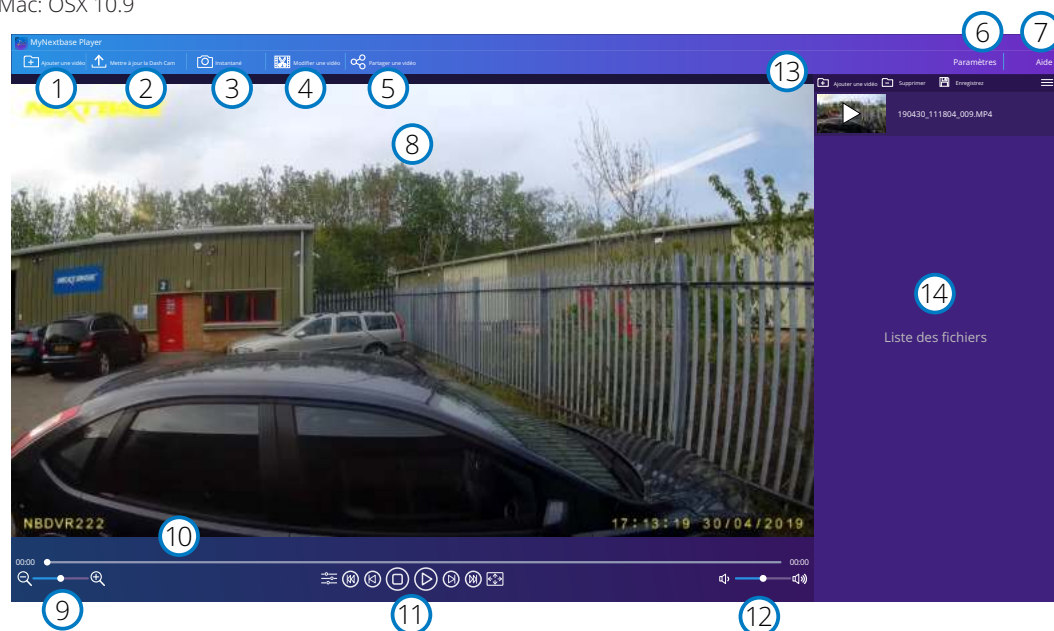 Mac: OSX 10.9
6 7
MyNextbase Player
Ajouter une vidéo Mettre à jour la Dash Cam Instantané Modifier une vidéo Partager une vidéo Paramètres Aide
1 2 3 4 5 13
Ajouter une vidéo Supprimer Enregistrez
NEXTBASE
190430_111804_009.MP4
8
NEXTBASE
2
14
Liste des fichiers
NBDVR222 17:13:19 30/04/2019
10
00:00 00:00
9 11 12